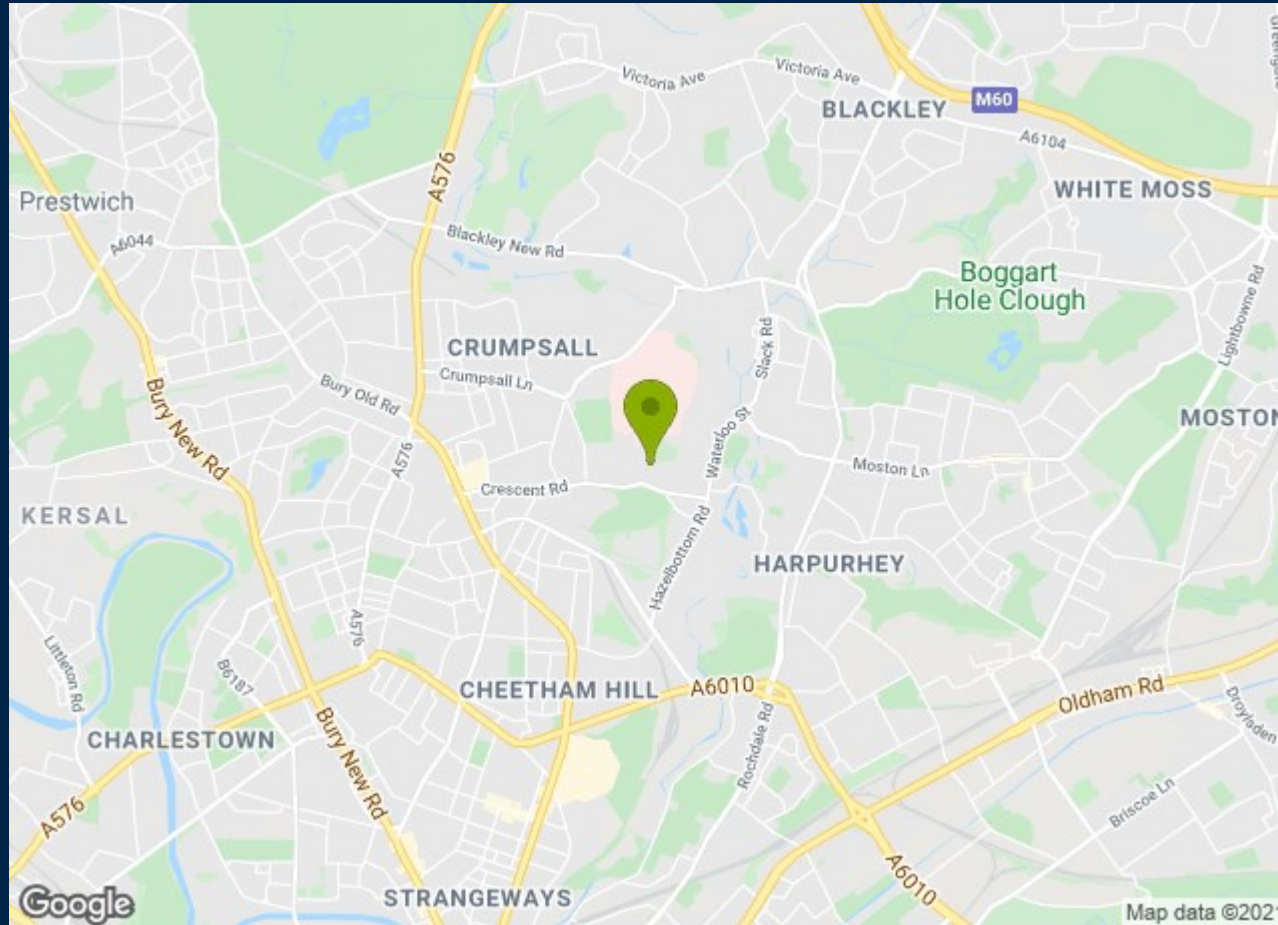 Victoria Ave
Victoria Ave
BLACKLEY
M60
A6104
A576
WHITE MOSS
Prestwich
A6044
Blackley New Rd
Boggart
Hole Clough
Lightbowne Rd
Slack Rd
CRUMPSALL
Crumpsall Ln
Bury Old Rd
Bury New Rd
MOSTON
Waterloo St
A576
Moston Ln
Crescent Rd
KERSAL
Hazelbottom Rd
HARPURHEY
A576
Littleton Rd
B6187
CHEETHAM HILL
A6010
Oldham Rd
Droylsden
CHARLESTOWN
Bury New Rd
Rochdale Rd
Briscoe Ln
A576
A6010
STRANGEWAYS
Google
Map data ©2021